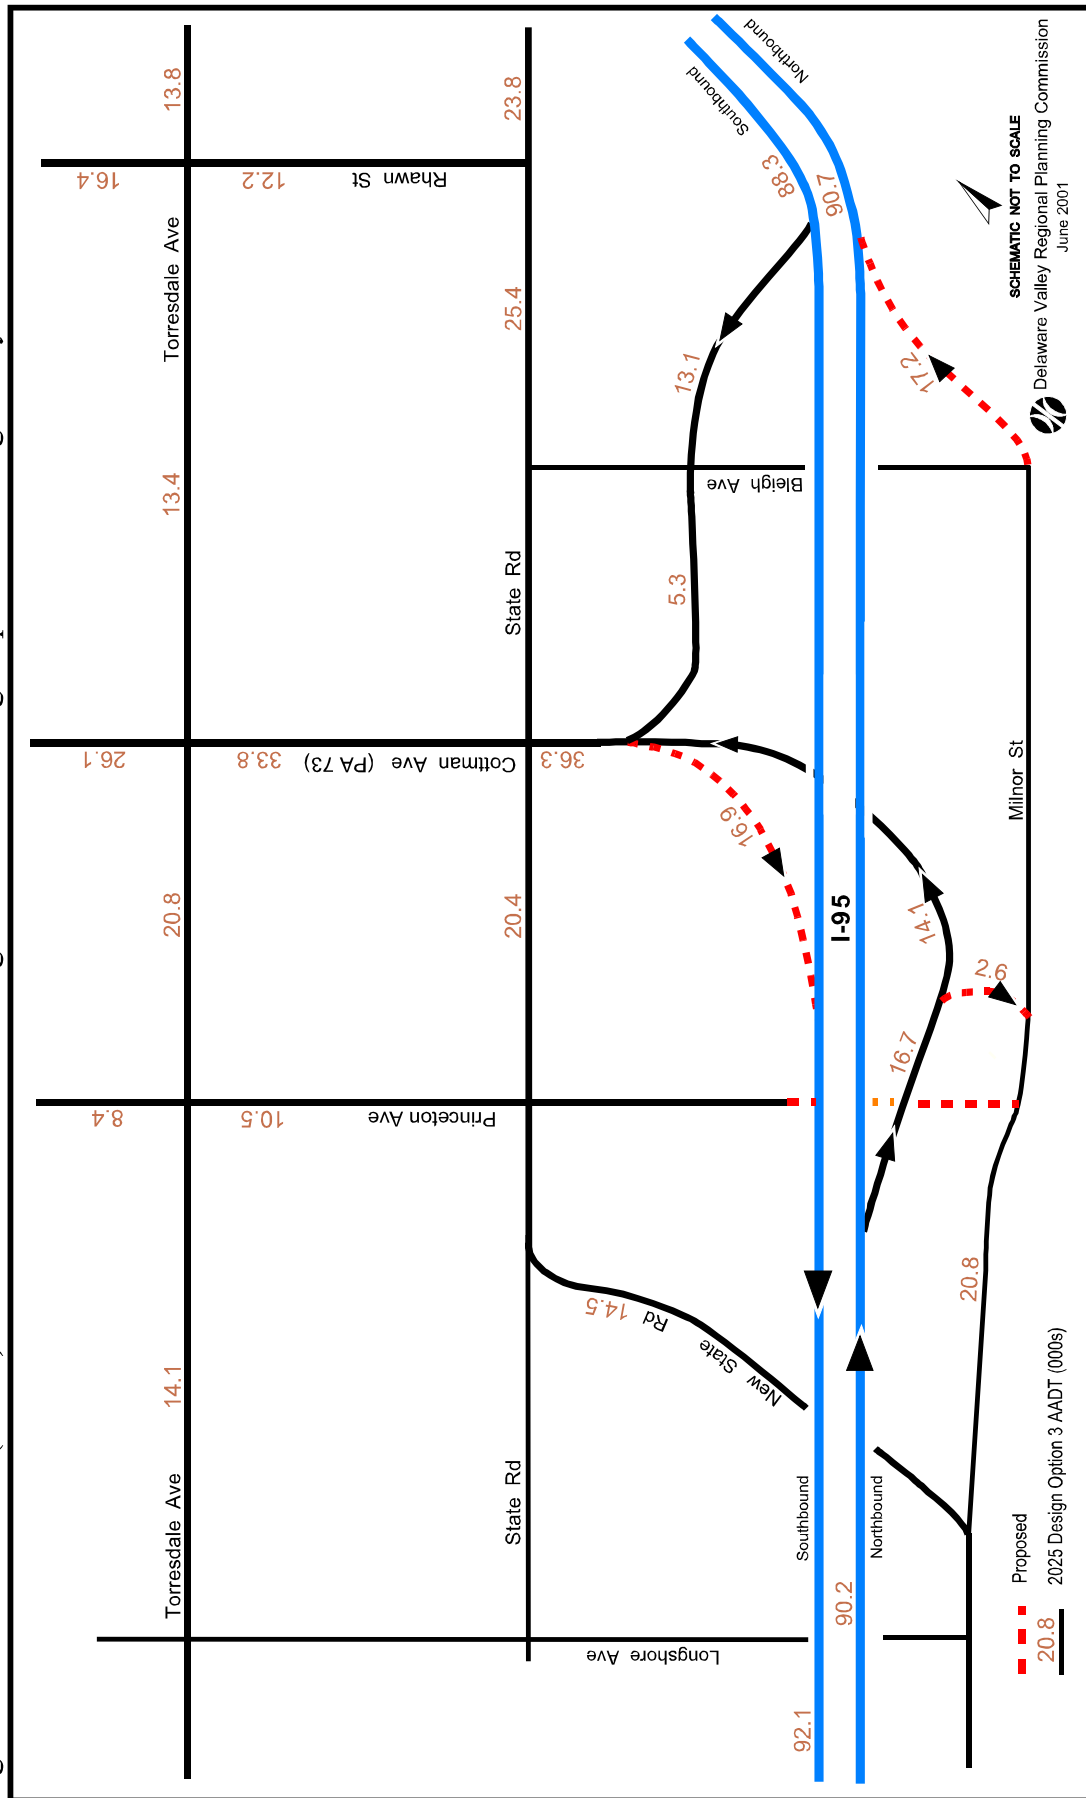 13.8
23.8
16.4
12.2
Rhawn St
Torresdale Ave
25.4
13.4
State Rd
Southbound
Northbound
88.3
90.7
13.1
17.2
Bleigh Ave
5.3
26.1
33.8
Cottman Ave (PA 73)
36.3
Milnor St
16.9
20.8
20.4
I-95
14.1
2.6
16.7
8.4
10.5
Princeton Ave
14.5
New State Rd
20.8
14.1
Torresdale Ave
State Rd
Southbound
Northbound
90.2
Longshore Ave
92.1
SCHEMATIC NOT TO SCALE
Delaware Valley Regional Planning Commission
June 2001
Proposed
20.8 2025 Design Option 3 AADT (000s)